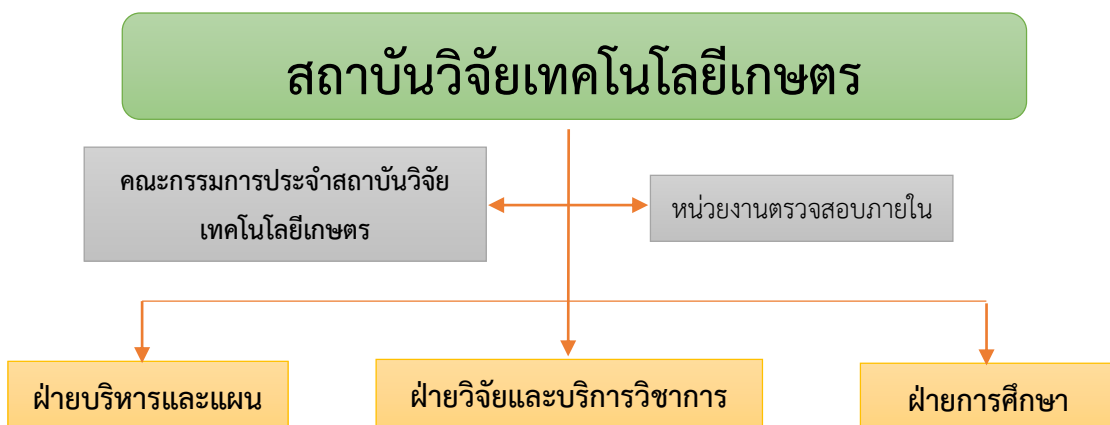 สถาบันวิจัยเทคโนโลยีเกษตร
คณะกรรมการประจำสถาบันวิจัย
เทคโนโลยีเกษตร
หน่วยงานตรวจสอบภายใน
ฝ่ายบริหารและแผน
ฝ่ายวิจัยและบริการวิชาการ
ฝ่ายการศึกษา